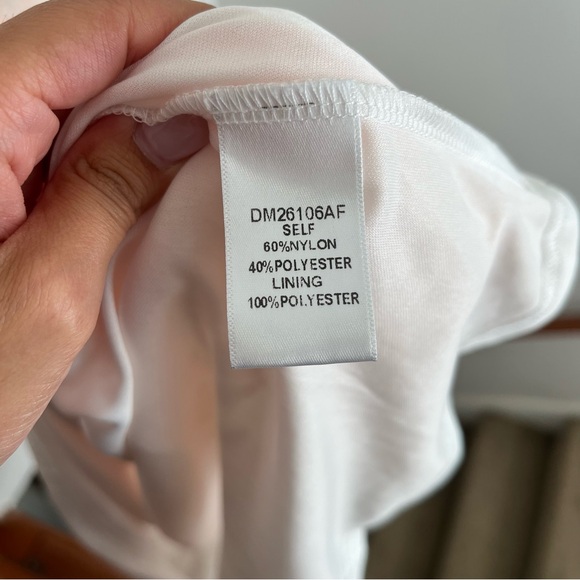 DM26106AF
SELF
60%NYLON
40%POLYESTER
LINING
100%POLYESTER